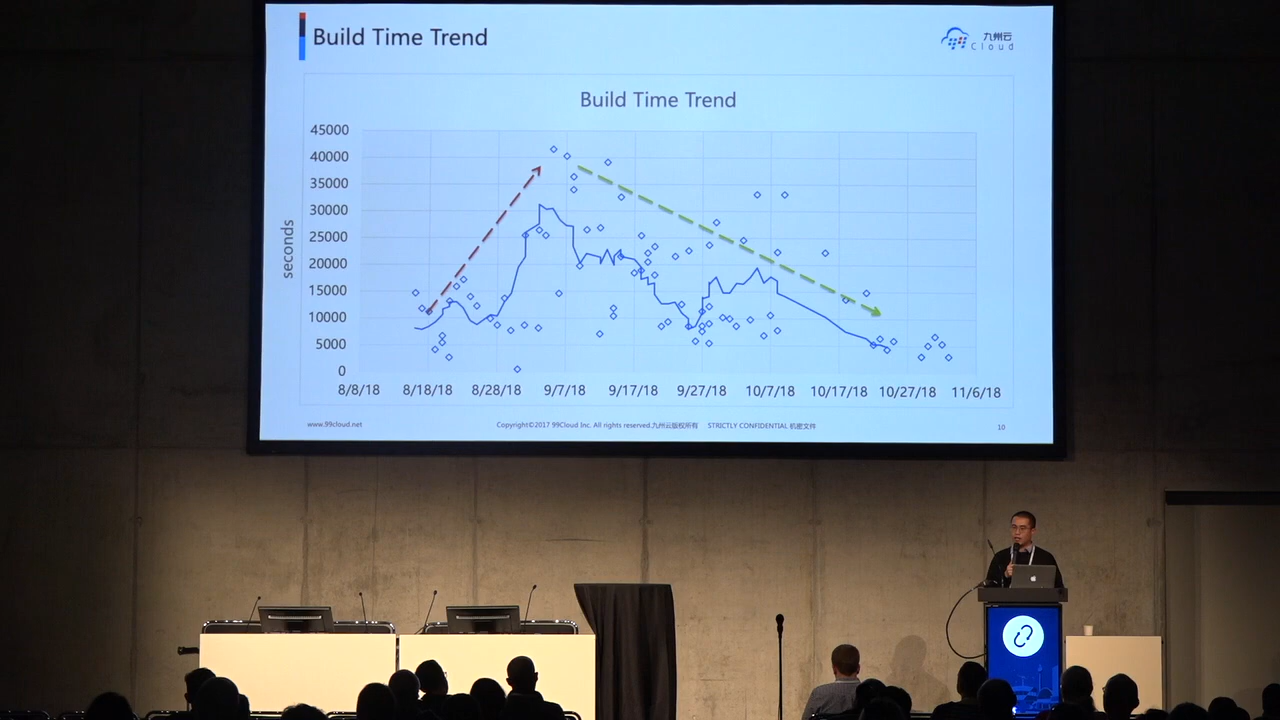 Build Time Trend
九州云
Cloud
Build Time Trend
45000
40000
35000
30000
25000
20000
15000
10000
5000
0
seconds
8/8/18 8/18/18 8/28/18 9/7/18 9/17/18 9/27/18 10/7/18 10/17/18 10/27/18 11/6/18
www.99cloud.net Copyright©2017 99Cloud Inc. All rights reserved.九州云版权所有 STRICTLY CONFIDENTIAL 机密文件 10